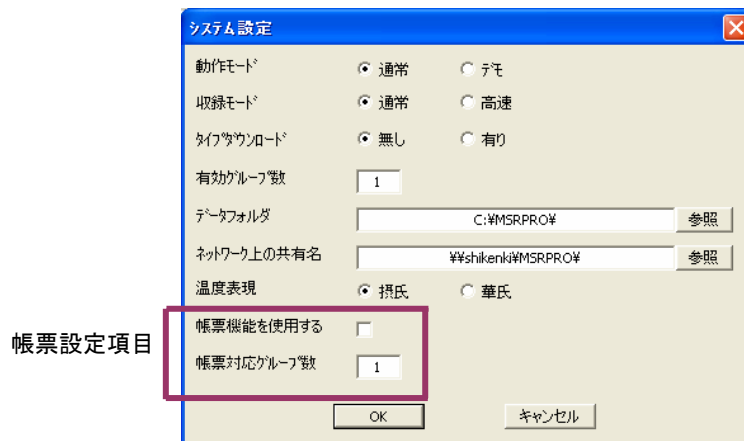 システム設定
動作モード 通常 デモ
収録モード 通常 高速
タイプダウンロード 無し 有り
有効グループ数 1
データフォルダ C:¥MSRPRO¥ 参照
ネットワーク上の共有名 ¥¥shikenki¥MSRPRO¥ 参照
温度表現 摂氏 華氏
帳票機能を使用する
帳票設定項目
帳票対応グループ数 1
OK キャンセル